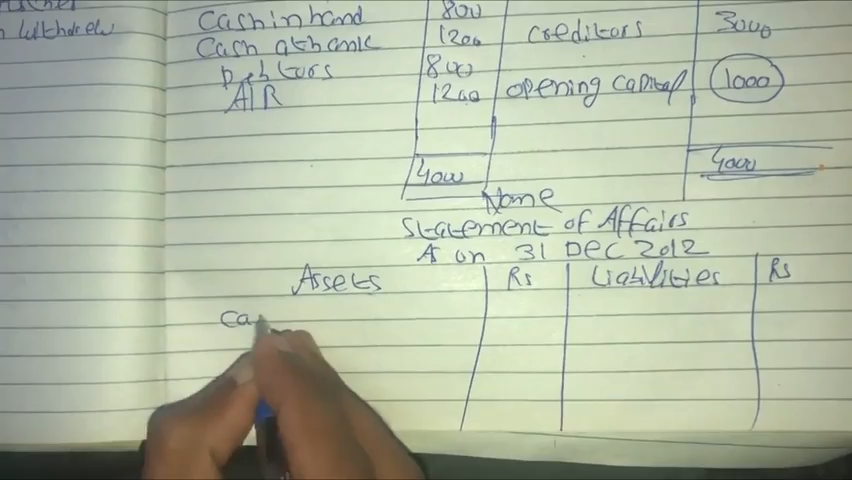 withdrew
Cash in hand 800
Cash at bank 1200 creditors 3000
Debtors 800
A/R 1200 opening capital 1000
4000 4000
Name
Statement of Affairs
As on 31 DEC 2012
Assets Rs Liabilities Rs
Ca